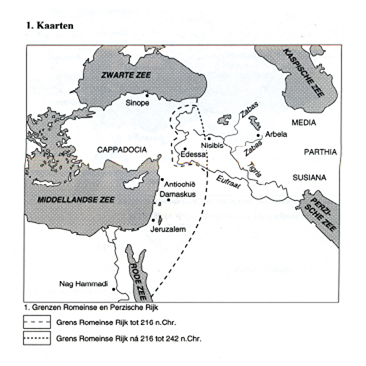 1. Kaarten
ZWARTE ZEE
KASPISCHE ZEE
Sinope
Zabas
MEDIA
Arbela
CAPPADOCIA
Nisibis
Edessa
Zabas
PARTHIA
Tigris
SUSIANA
Antiochië
Eufraat
Damaskus
MIDDELLANDSE ZEE
PERZI-
SCHE ZEE
Jeruzalem
RODE ZEE
Nag Hammadi
1. Grenzen Romeinse en Perzische Rijk
Grens Romeinse Rijk tot 216 n.Chr.
Grens Romeinse Rijk ná 216 tot 242 n.Chr.